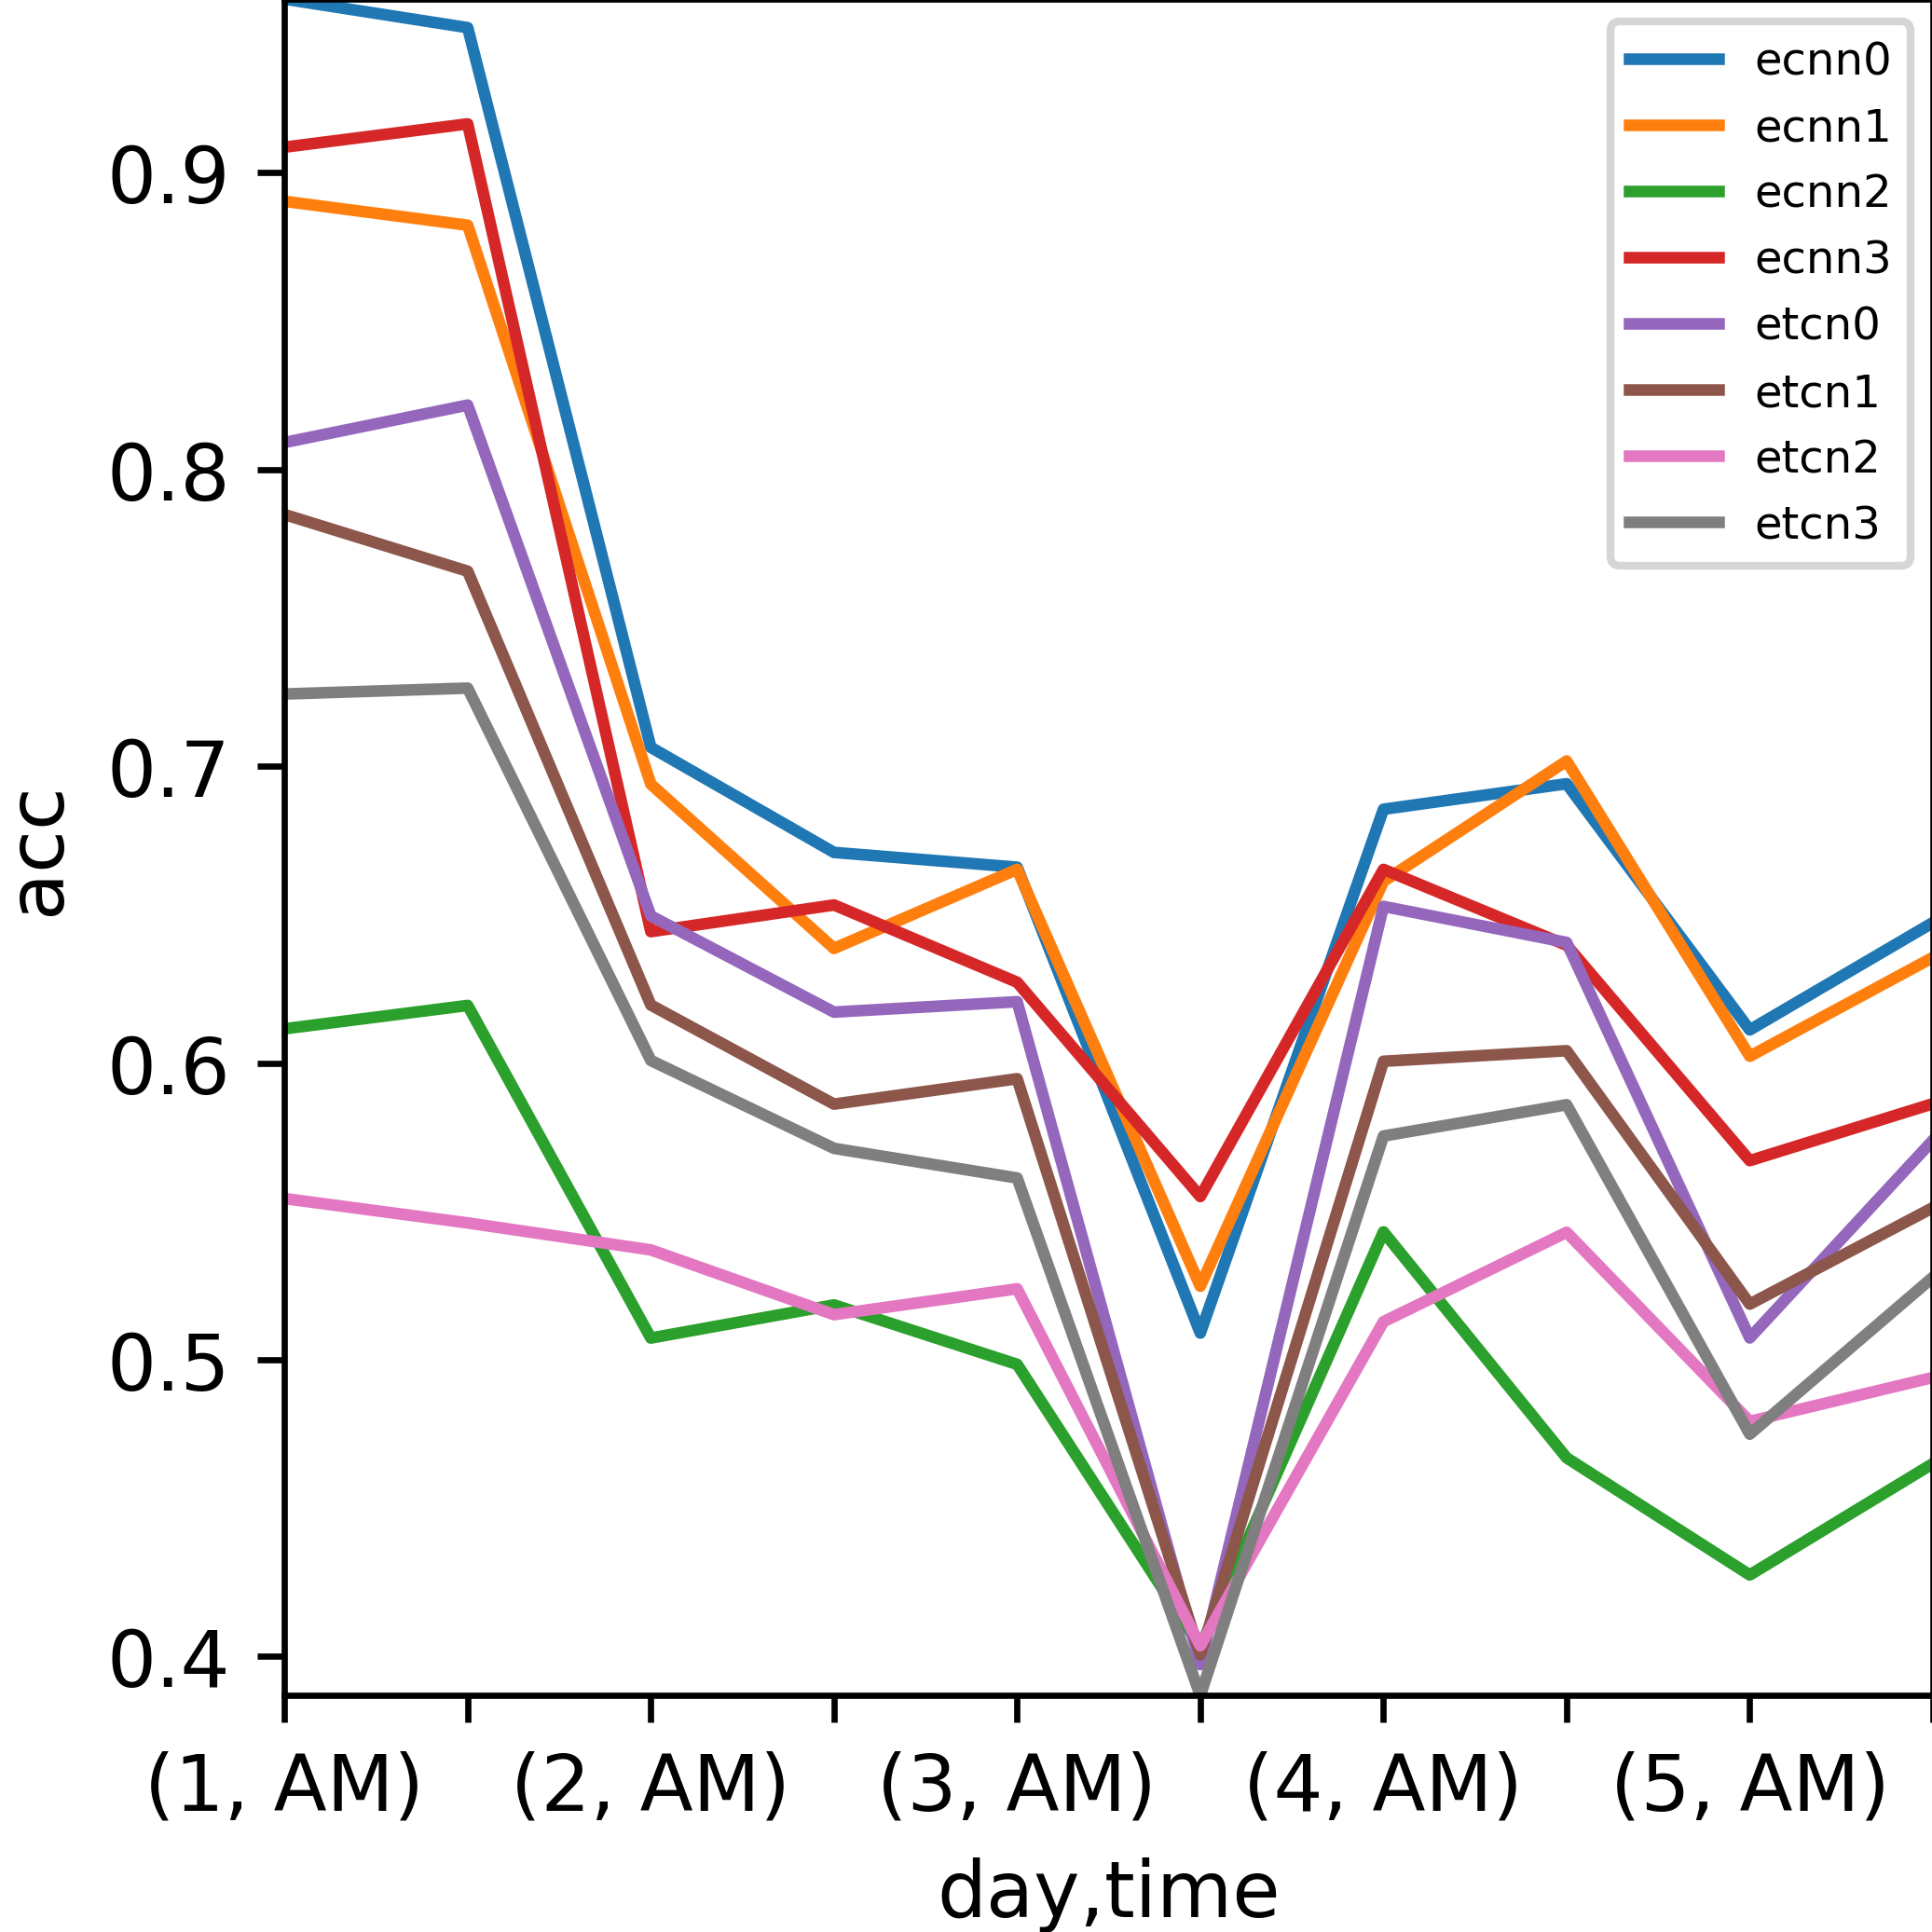 ecnn0
ecnn1
ecnn2
ecnn3
etcn0
etcn1
etcn2
etcn3
0.9
0.8
0.7
0.6
0.5
0.4
acc
(1, AM) (2, AM) (3, AM) (4, AM) (5, AM)
day,time